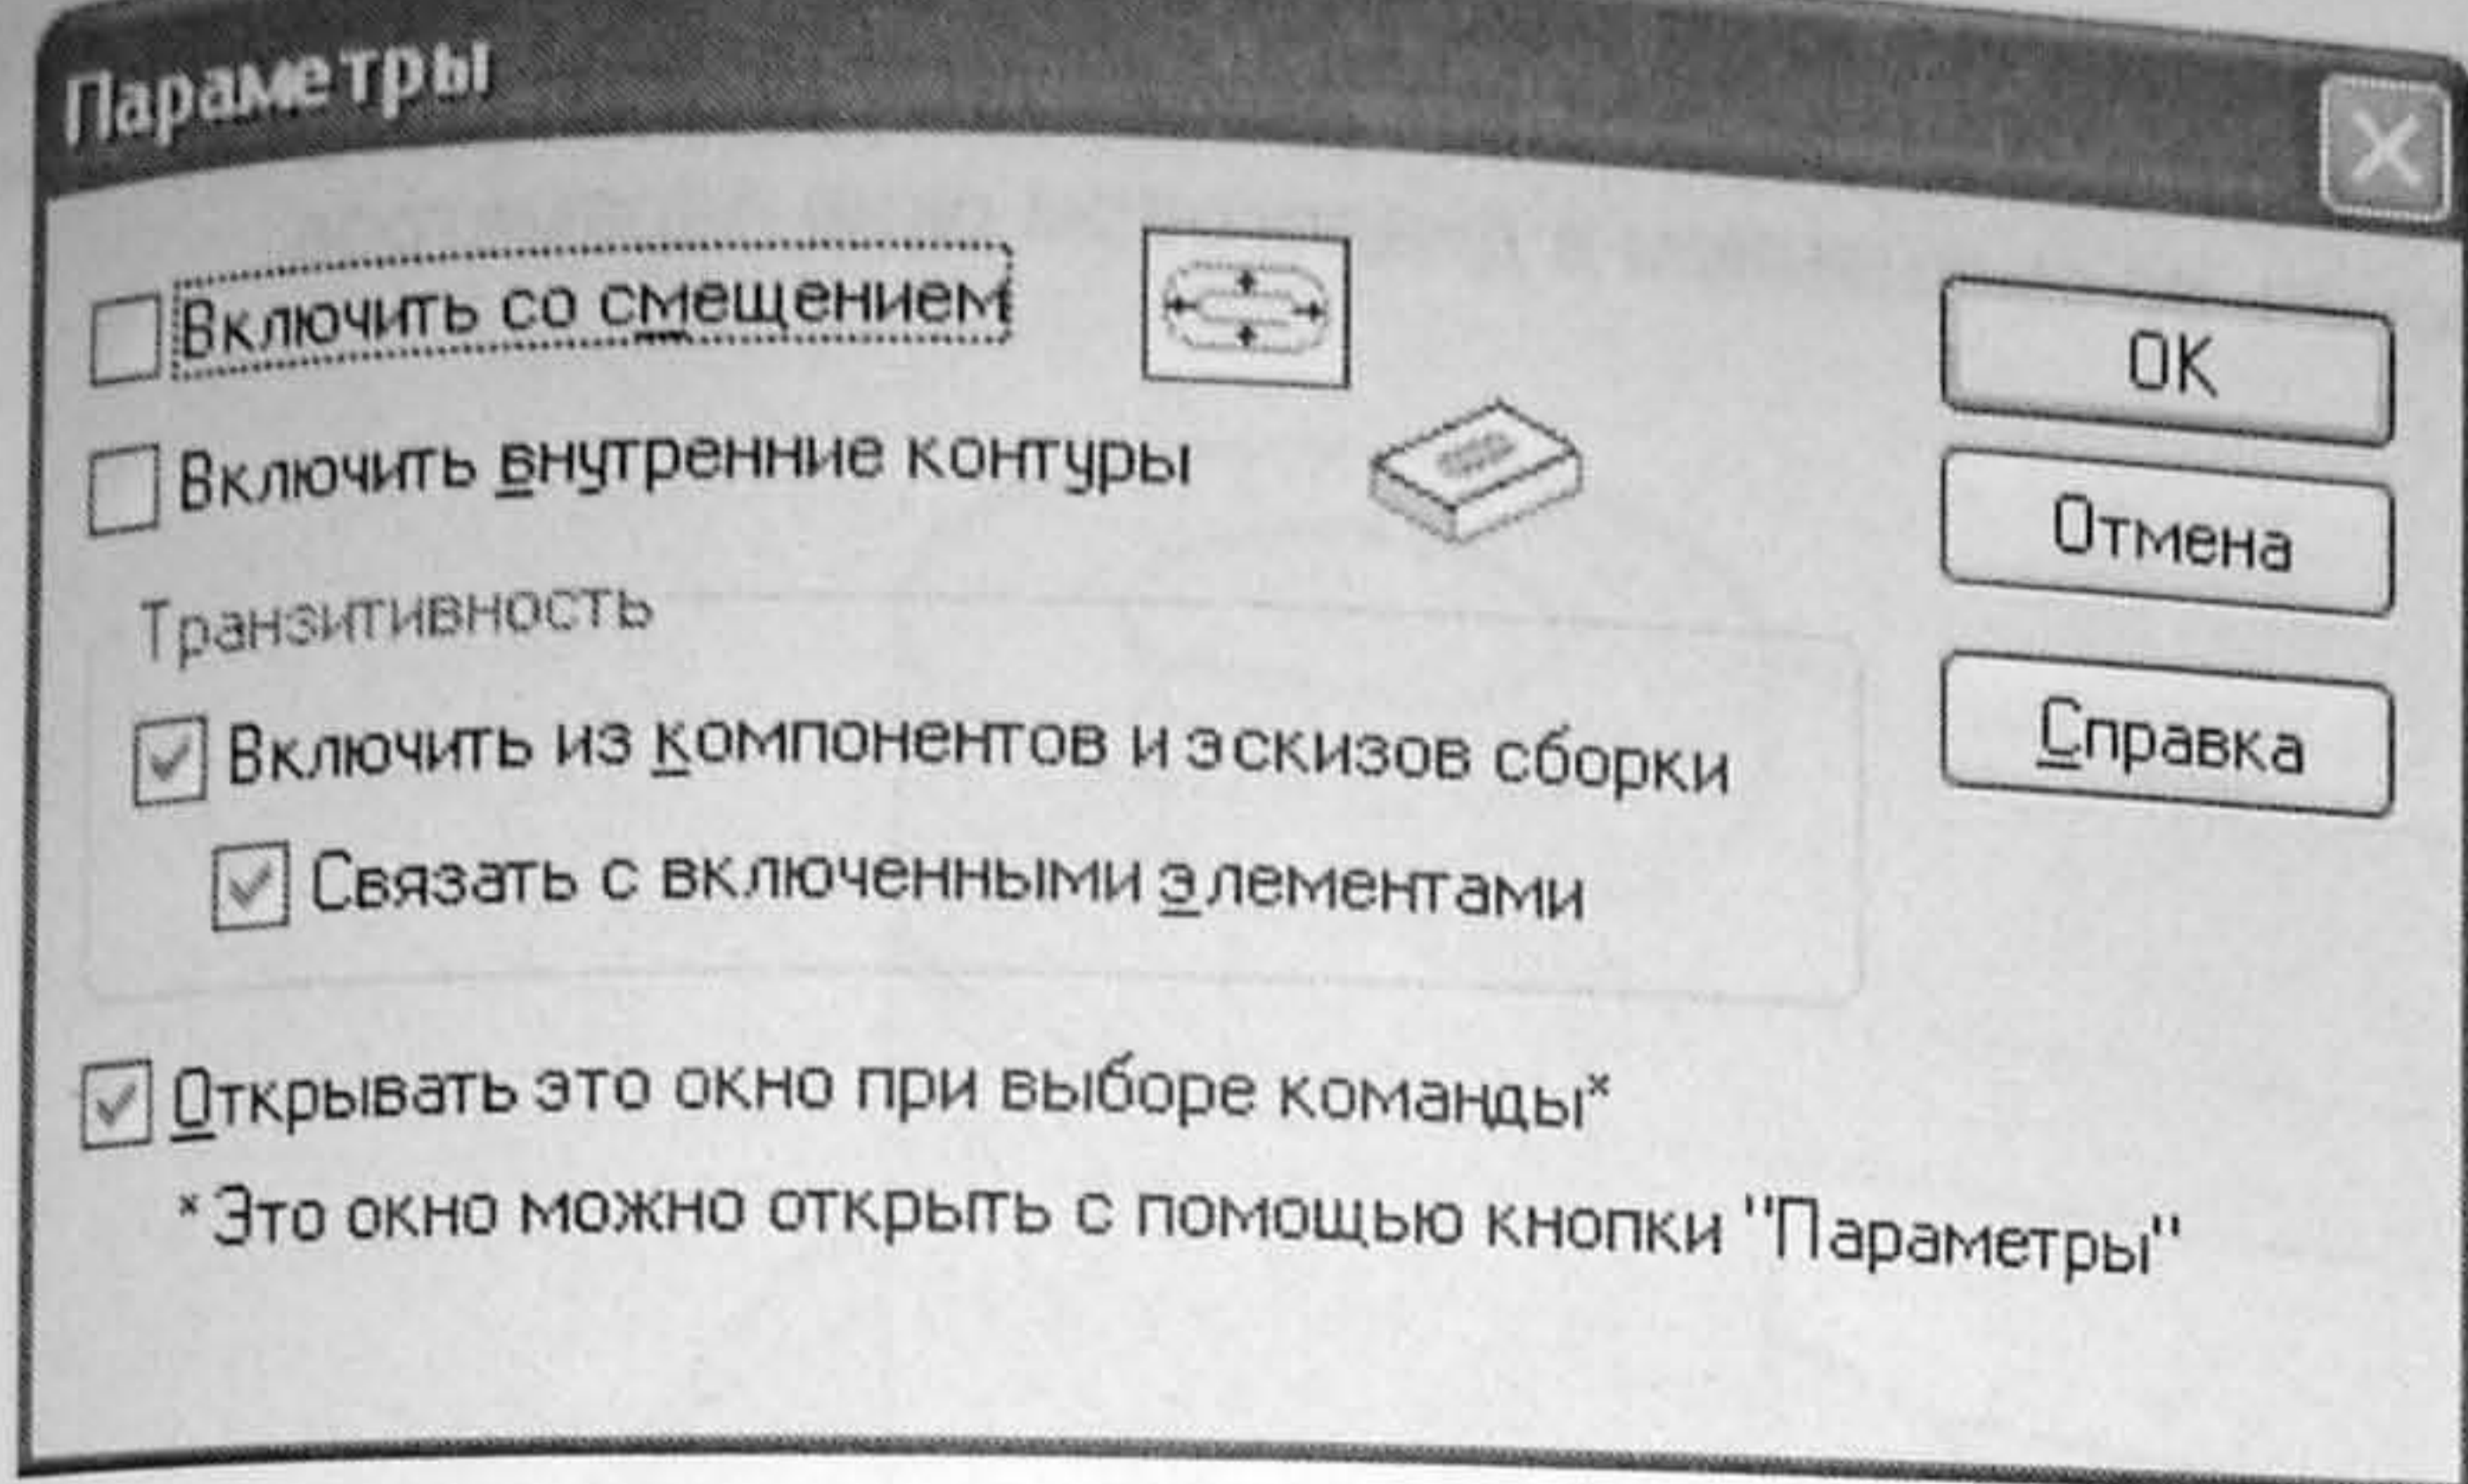 Параметры
Включить со смещением
OK
Включить внутренние контуры
Отмена
Транзитивность
Включить из компонентов и эскизов сборки
Справка
Связать с включенными элементами
Открывать это окно при выборе команды*
*Это окно можно открыть с помощью кнопки "Параметры"